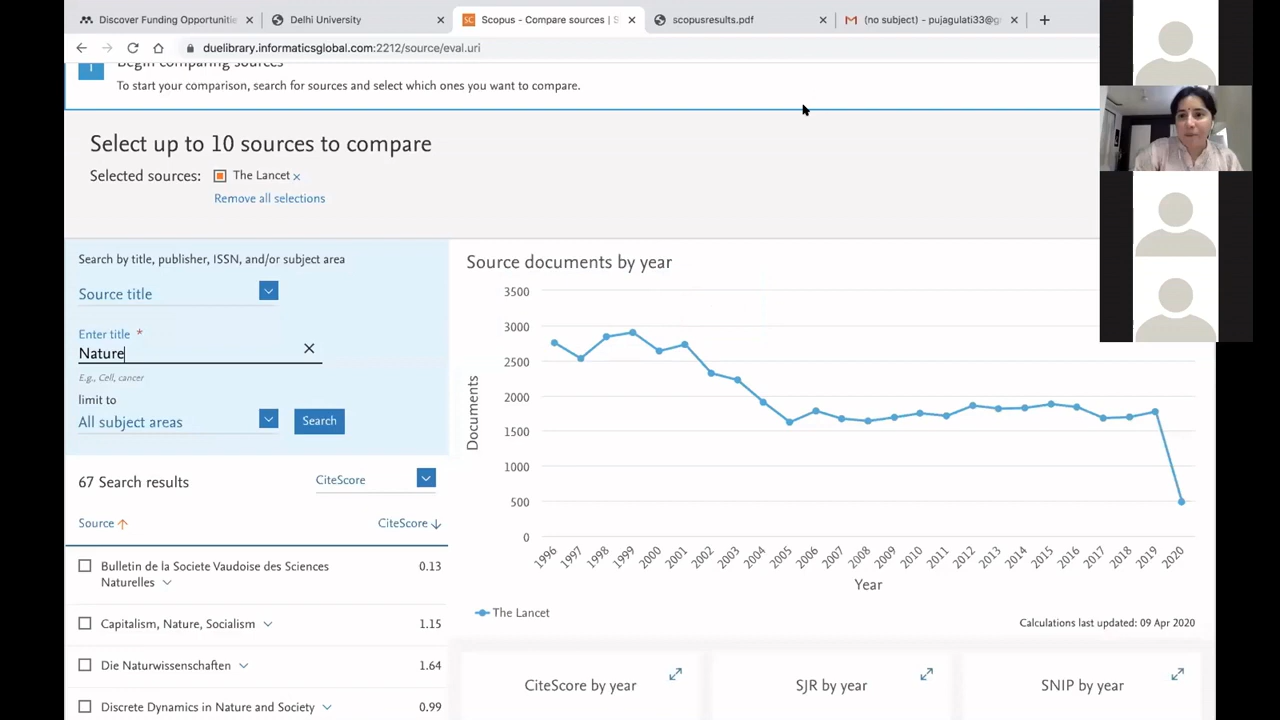 Discover Funding Opportunitie
Delhi University
Scopus - Compare sources | S
scopusresults.pdf
(no subject) - pujagulati33@g
duelibrary.informaticsglobal.com:2212/source/eval.uri
1
Begin comparing sources
To start your comparison, search for sources and select which ones you want to compare.
Select up to 10 sources to compare
Selected sources: The Lancet
Remove all selections
Search by title, publisher, ISSN, and/or subject area
Source title
Enter title *
Nature
E.g., Cell, cancer
limit to
All subject areas
Search
67 Search results
CiteScore
Source
CiteScore
Bulletin de la Societe Vaudoise des Sciences
Naturelles
0.13
Capitalism, Nature, Socialism
1.15
Die Naturwissenschaften
1.64
Discrete Dynamics in Nature and Society
0.99
Source documents by year
3500
3000
2500
2000
1500
1000
500
0
Documents
1996 1997 1998 1999 2000 2001 2002 2003 2004 2005 2006 2007 2008 2009 2010 2011 2012 2013 2014 2015 2016 2017 2018 2019 2020
Year
The Lancet
Calculations last updated: 09 Apr 2020
CiteScore by year
SJR by year
SNIP by year